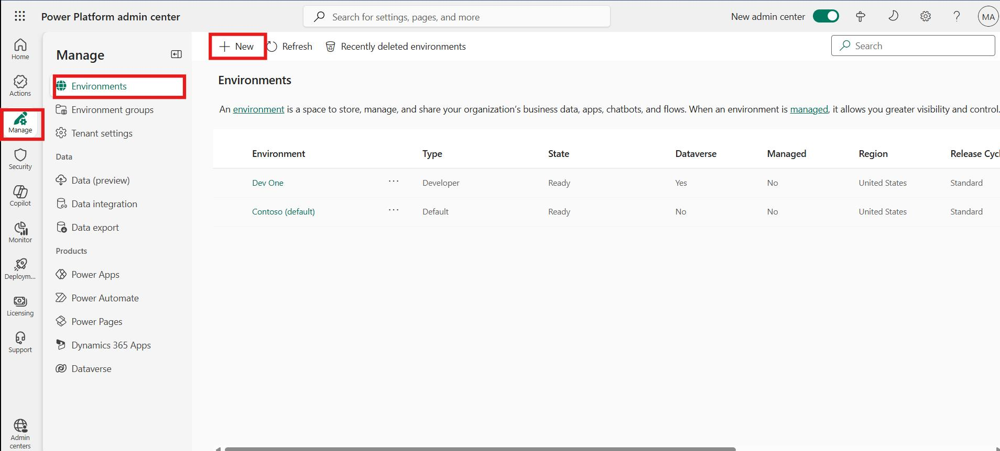 Power Platform admin center
Search for settings, pages, and more
New admin center
MA
Home
Actions
Manage
Security
Copilot
Monitor
Deploym...
Licensing
Support
Admin
centers
Manage
Environments
Environment groups
Tenant settings
Data
Data (preview)
Data integration
Data export
Products
Power Apps
Power Automate
Power Pages
Dynamics 365 Apps
Dataverse
New Refresh Recently deleted environments
Search
Environments
An environment is a space to store, manage, and share your organization's business data, apps, chatbots, and flows. When an environment is managed, it allows you greater visibility and control.
Environment Type State Dataverse Managed Region Release Cycl
Dev One ... Developer Ready Yes No United States Standard
Contoso (default) ... Default Ready No No United States Standard